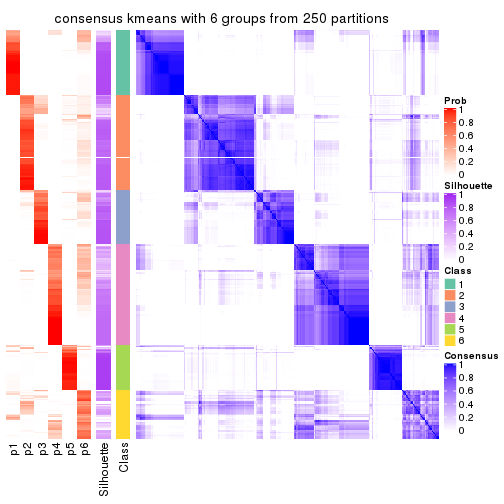 consensus kmeans with 6 groups from 250 partitions
Prob
1
0.8
0.6
0.4
0.2
0
Silhouette
1
0.8
0.6
0.4
0.2
0
Class
1
2
3
4
5
6
Consensus
1
0.8
0.6
0.4
0.2
0
p1
p2
p3
p4
p5
p6
Silhouette
Class